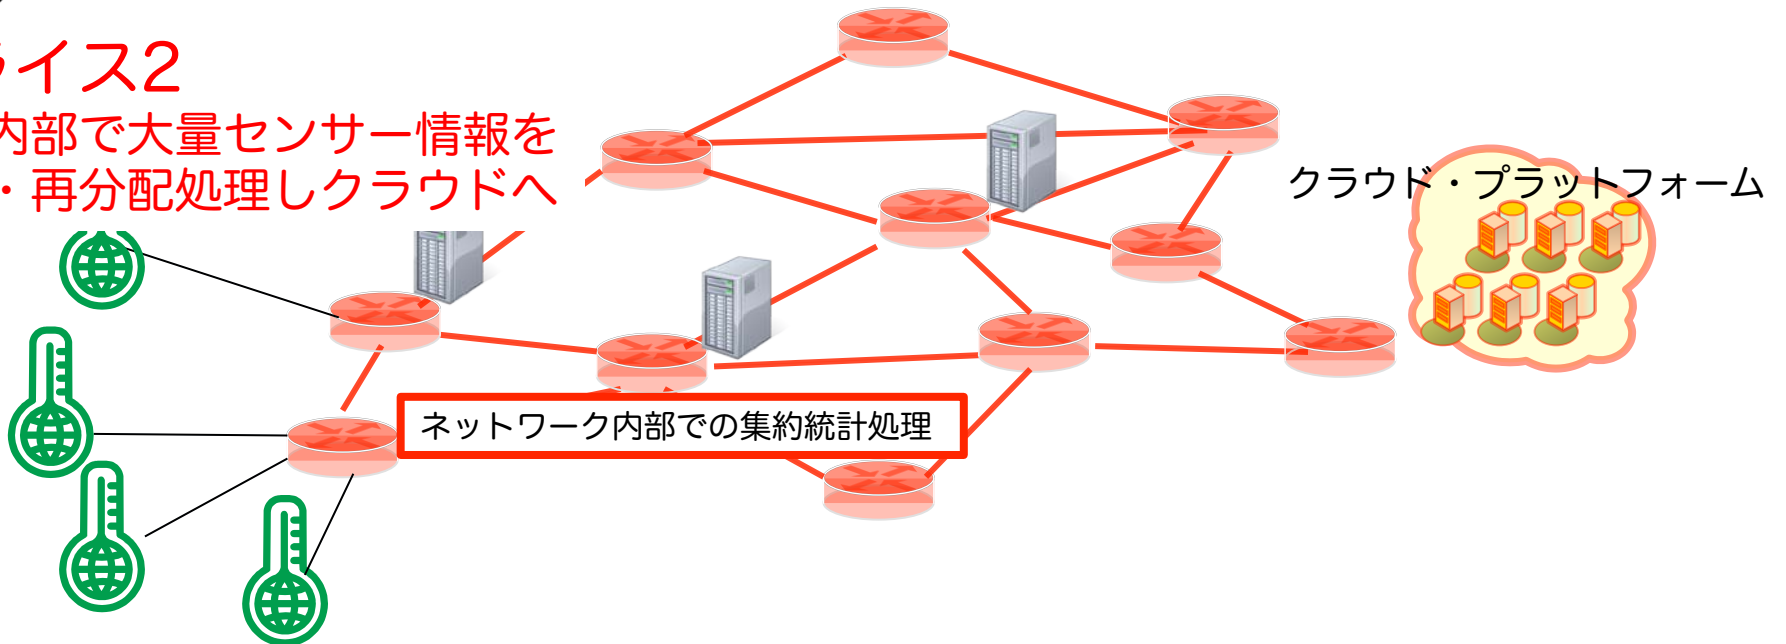 ライス2
内部で大量センサー情報を
・再分配処理しクラウドへ
クラウド・プラットフォーム
ネットワーク内部での集約統計処理